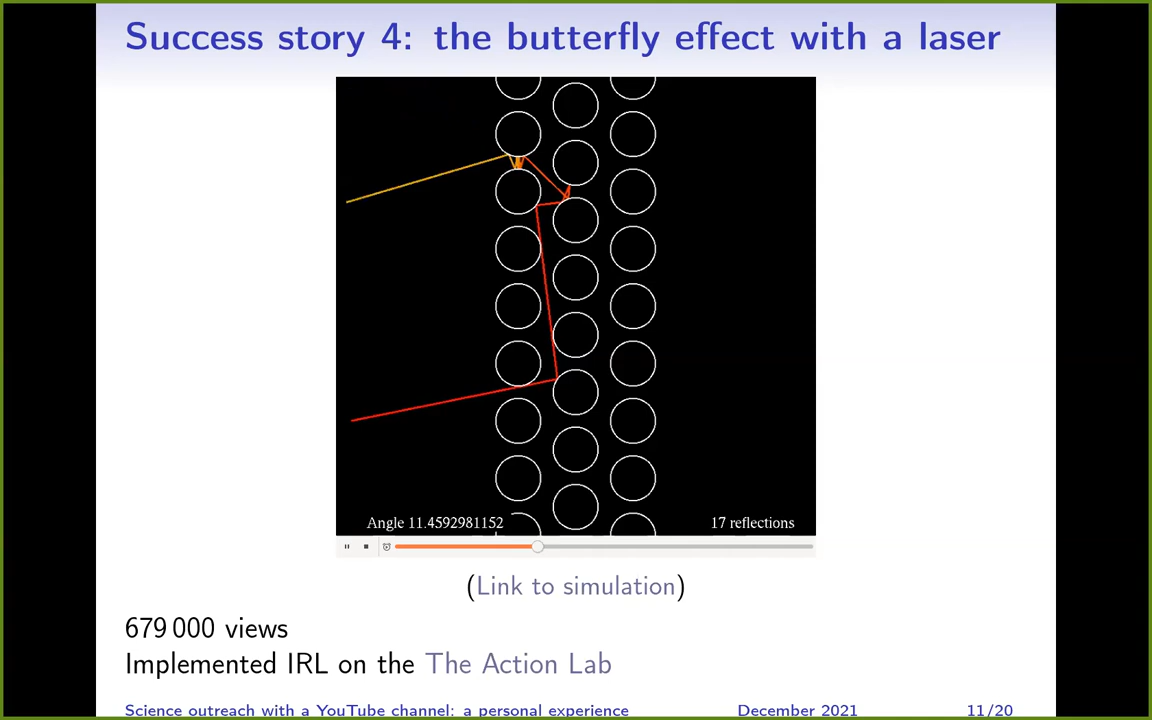 Success story 4: the butterfly effect with a laser
Angle 11.4592981152
17 reflections
(Link to simulation)
679 000 views
Implemented IRL on the The Action Lab
Science outreach with a YouTube channel: a personal experience
December 2021
11/20